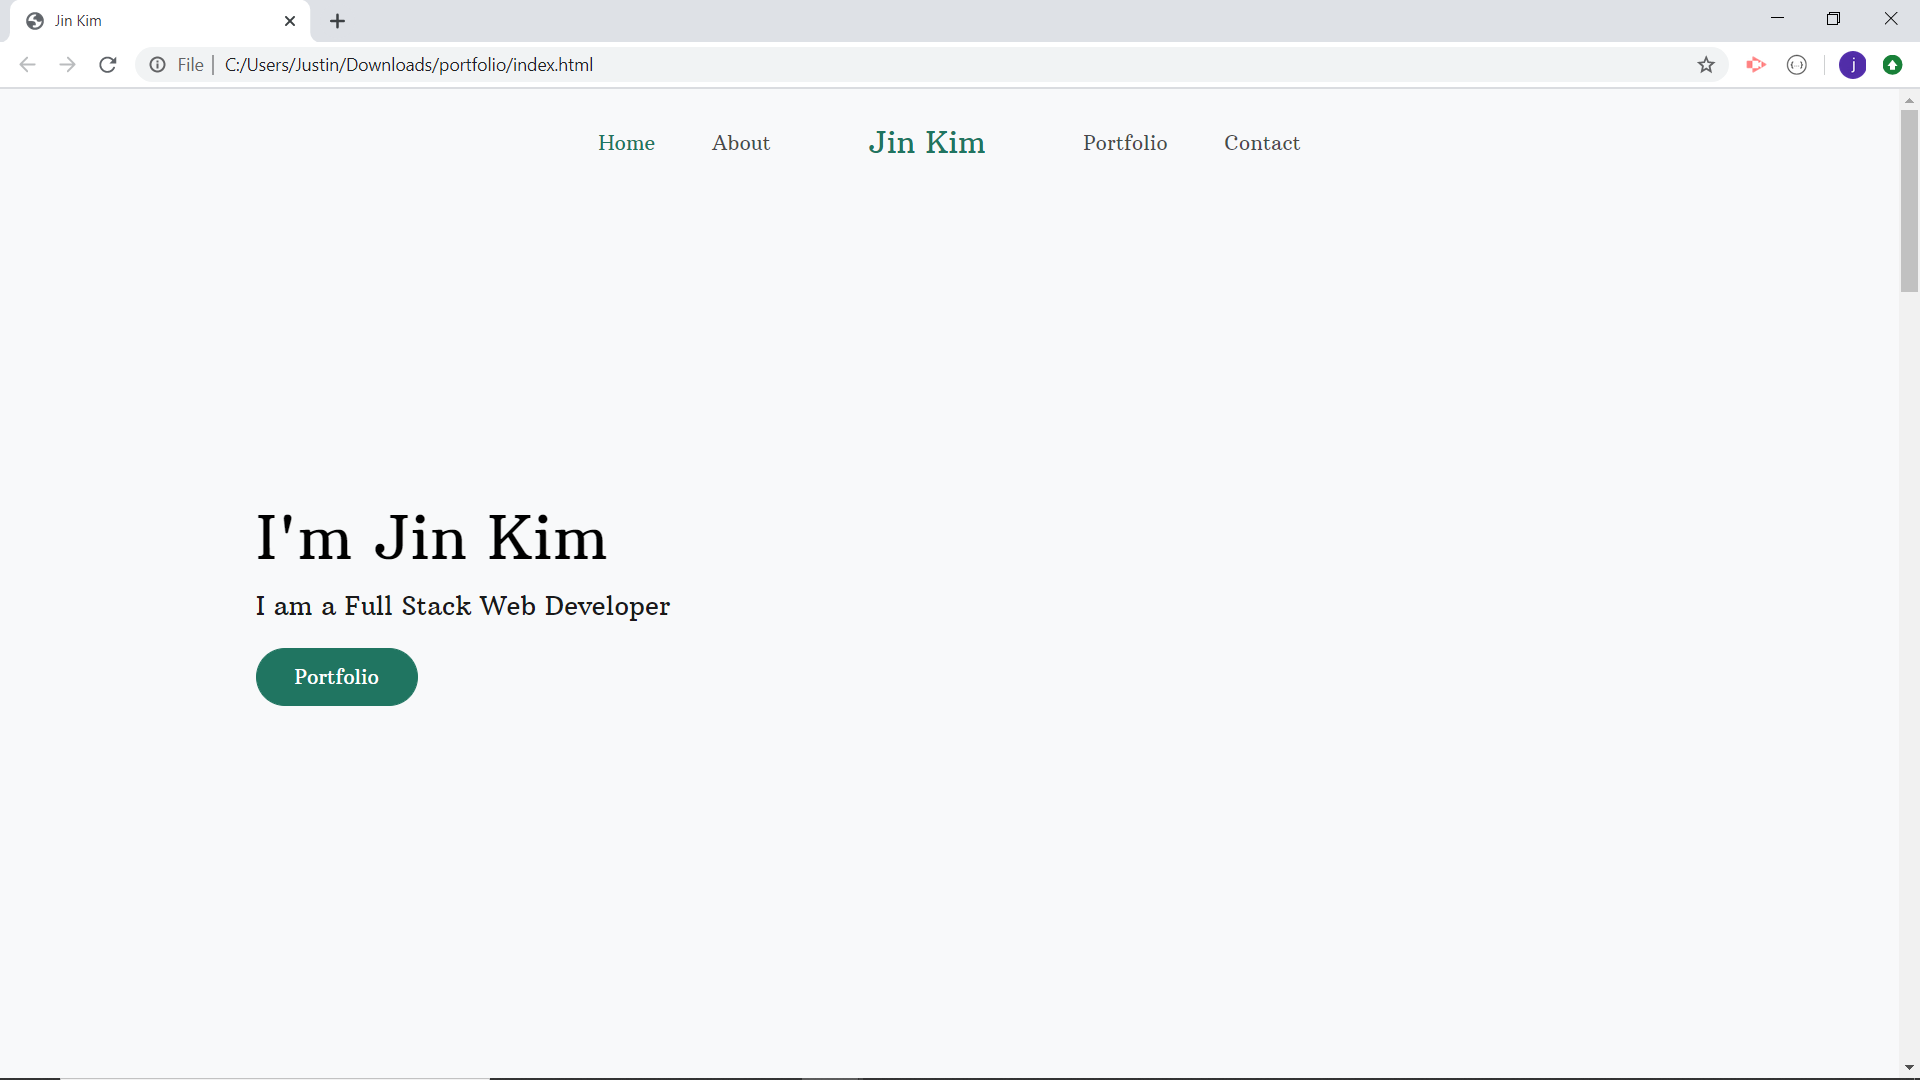 Jin Kim
File | C:/Users/Justin/Downloads/portfolio/index.html
j
Home About Jin Kim Portfolio Contact
I'm Jin Kim
I am a Full Stack Web Developer
Portfolio